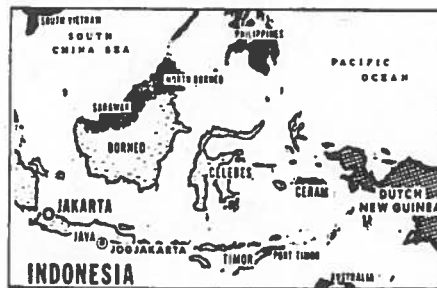 SOUTH VIETNAM
SOUTH
CHINA SEA
PHILIPPINES
PACIFIC
OCEAN
NORTH BORNEO
SARAWAK
BORNEO
CELEBES
CERAM
DUTCH
NEW GUINEA
JAKARTA
JAVA
JOGJAKARTA
TIMOR
PORT TIMOR
AUSTRALIA
INDONESIA